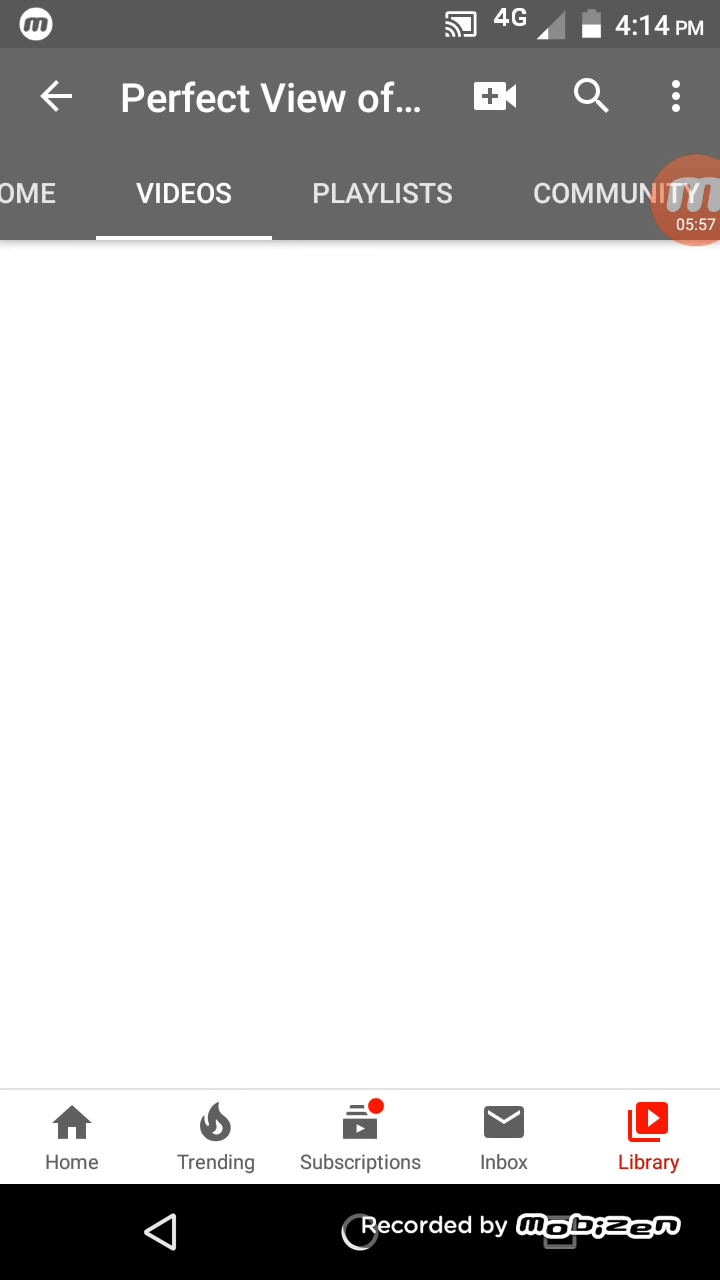 4G 4:14 PM
Perfect View of...
OME VIDEOS PLAYLISTS COMMUNITY
05:57
Home Trending Subscriptions Inbox Library
Recorded by mobizen